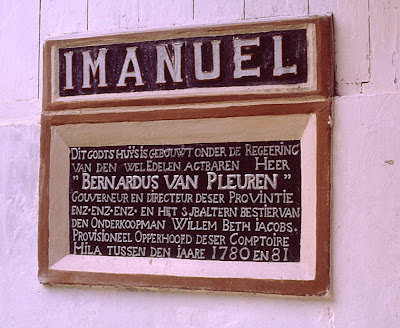 IMANUEL
DIT GODTS HUŸS IS GEBOUWT ONDER DE REGEERING
VAN DEN WEL EDELEN AGTBAREN HEER
"BERNARDUS VAN PLEUREN"
GOUVERNEUR EN DIRECTEUR DESER PROVINTIE
ENZ·ENZ·ENZ· EN HET SJBALTERN BESTIER VAN
DEN ONDERKOOPMAN WILLEM BETH IACOBS.
PROVISIONEEL OPPERHOOFD DESER COMPTOIRE
MILA TUSSEN DEN IAARE 1780 EN 81